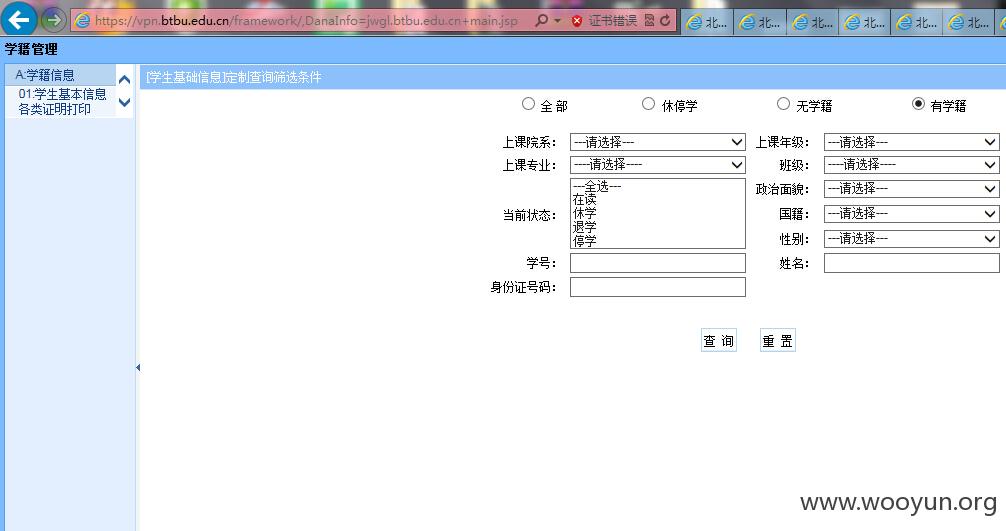 https://vpn.btbu.edu.cn/framework/,DanaInfo=jwgl.btbu.edu.cn+main.jsp 证书错误 北... 北... 北... 北... 北... 北...
学籍管理
A:学籍信息
01:学生基本信息
各类证明打印
[学生基础信息]定制查询筛选条件
全 部 休停学 无学籍 有学籍
上课院系： ---请选择--- 上课年级： ---请选择---
上课专业： ----请选择---- 班级： ----请选择----
当前状态：
---全选---
在读
休学
退学
停学
政治面貌： ---请选择---
国籍： ---请选择---
性别： ---请选择---
学号： 姓名：
身份证号码：
查 询 重 置
www.wooyun.org